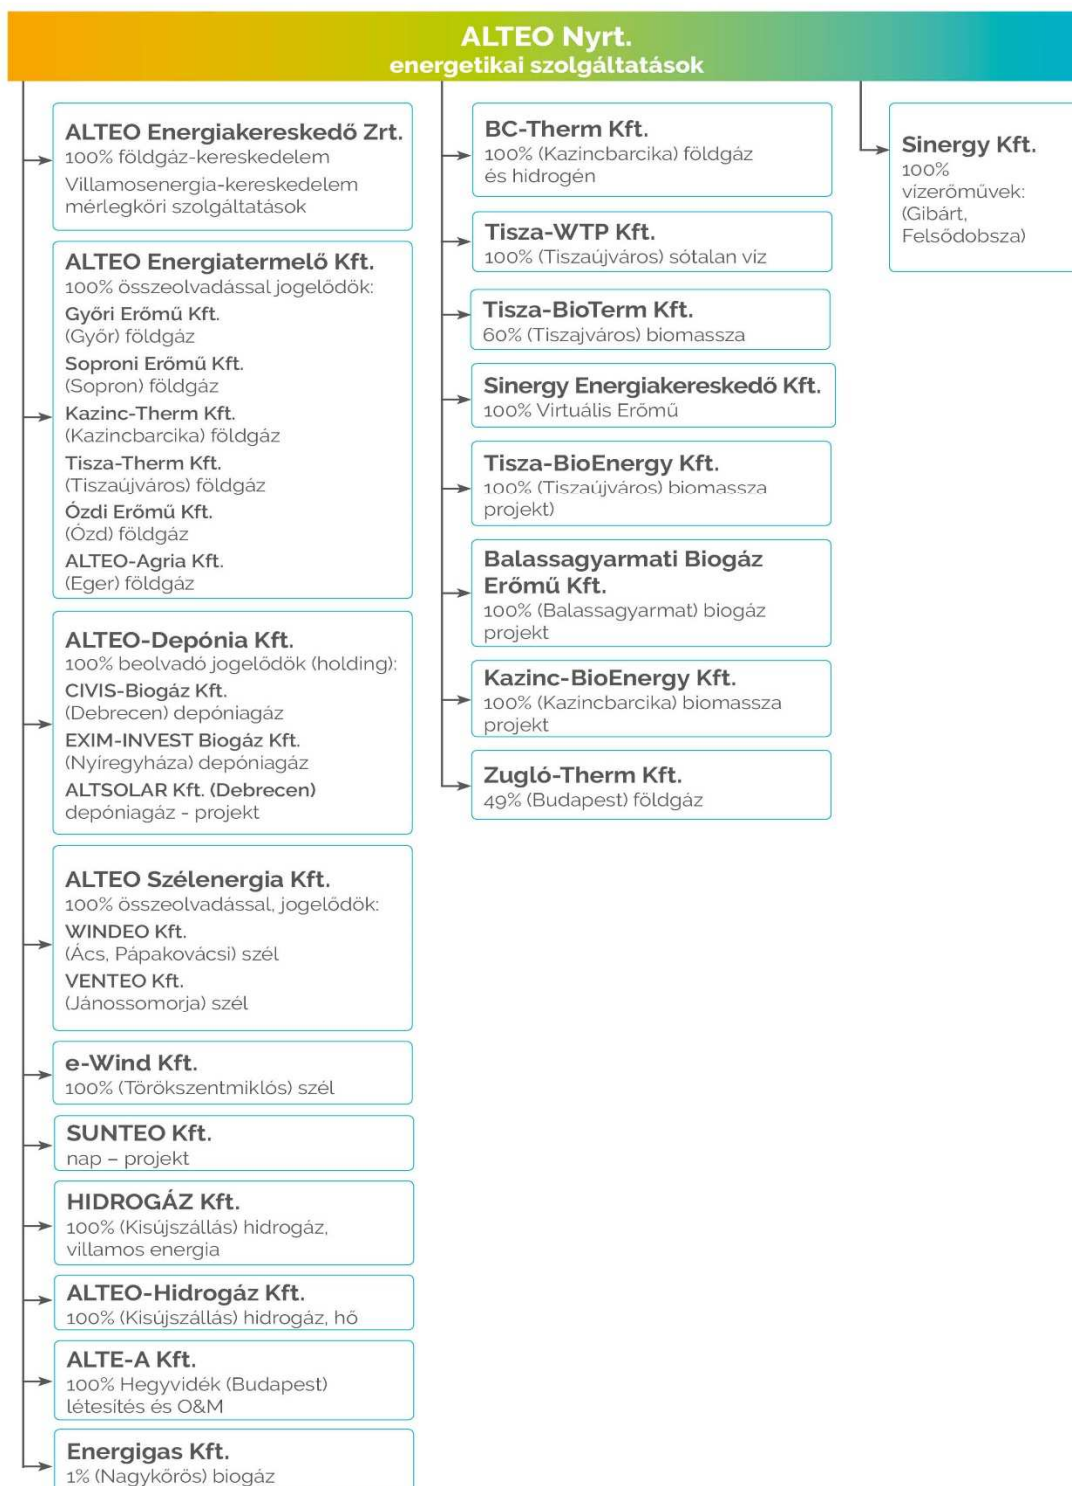 ALTEO Nyrt.
energetikai szolgáltatások
ALTEO Energiakereskedő Zrt.
100% földgáz-kereskedelem
Villamosenergia-kereskedelem
mérlegköri szolgáltatások
ALTEO Energiatermelő Kft.
100% összeolvadással jogelődök:
Győri Erőmű Kft.
(Győr) földgáz
Soproni Erőmű Kft.
(Sopron) földgáz
Kazinc-Therm Kft.
(Kazincbarcika) földgáz
Tisza-Therm Kft.
(Tiszaújváros) földgáz
Ózdi Erőmű Kft.
(Ózd) földgáz
ALTEO-Agria Kft.
(Eger) földgáz
ALTEO-Depónia Kft.
100% beolvadó jogelődök (holding):
CIVIS-Biogáz Kft.
(Debrecen) depóniagáz
EXIM-INVEST Biogáz Kft.
(Nyíregyháza) depóniagáz
ALTSOLAR Kft. (Debrecen)
depóniagáz - projekt
ALTEO Szélenergia Kft.
100% összeolvadással, jogelődök:
WINDEO Kft.
(Ács, Pápakovácsi) szél
VENTEO Kft.
(Jánossomorja) szél
e-Wind Kft.
100% (Törökszentmiklós) szél
SUNTEO Kft.
nap – projekt
HIDROGÁZ Kft.
100% (Kisújszállás) hidrogáz,
villamos energia
ALTEO-Hidrogáz Kft.
100% (Kisújszállás) hidrogáz, hő
ALTE-A Kft.
100% Hegyvidék (Budapest)
létesítés és O&M
Energigas Kft.
1% (Nagykőrös) biogáz
BC-Therm Kft.
100% (Kazincbarcika) földgáz
és hidrogén
Tisza-WTP Kft.
100% (Tiszaújváros) sótalan víz
Tisza-BioTerm Kft.
60% (Tiszajváros) biomassza
Sinergy Energiakereskedő Kft.
100% Virtuális Erőmű
Tisza-BioEnergy Kft.
100% (Tiszaújváros) biomassza
projekt)
Balassagyarmati Biogáz
Erőmű Kft.
100% (Balassagyarmat) biogáz
projekt
Kazinc-BioEnergy Kft.
100% (Kazincbarcika) biomassza
projekt
Zugló-Therm Kft.
49% (Budapest) földgáz
Sinergy Kft.
100%
vízerőművek:
(Gibárt,
Felsődobsza)